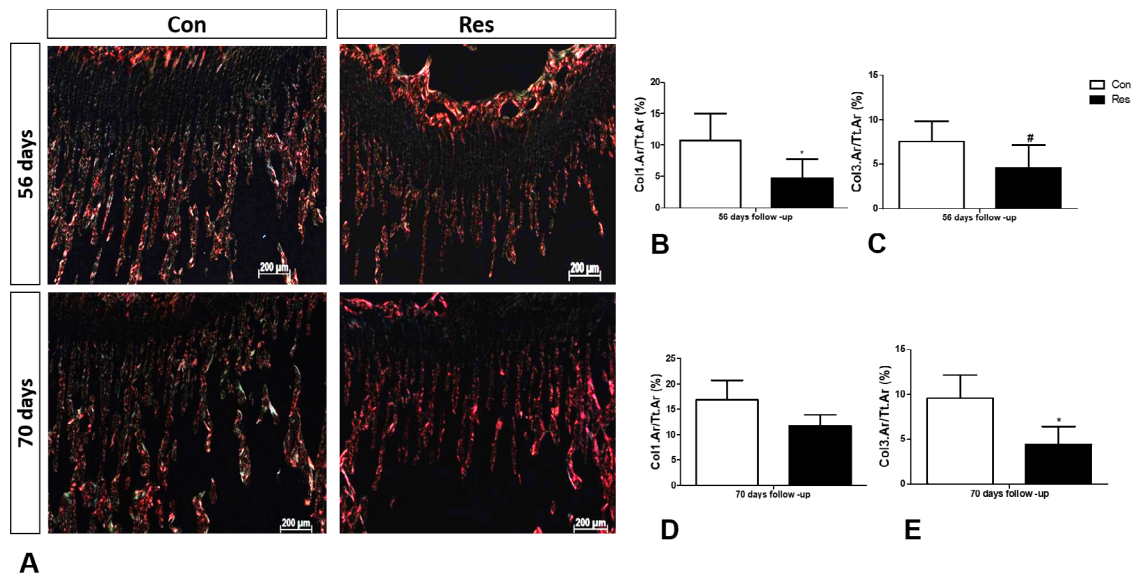 Con
Res
56 days
70 days
200 µm
200 µm
200 µm
200 µm
A
Col1.Ar/Tt.Ar (%)
20
15
10
5
0
*
56 days follow -up
B
Col3.Ar/Tt.Ar (%)
15
10
5
0
#
56 days follow -up
C
Con
Res
Col1.Ar/Tt.Ar (%)
25
20
15
10
5
0
70 days follow -up
D
Col3.Ar/Tt.Ar (%)
15
10
5
0
*
70 days follow -up
E